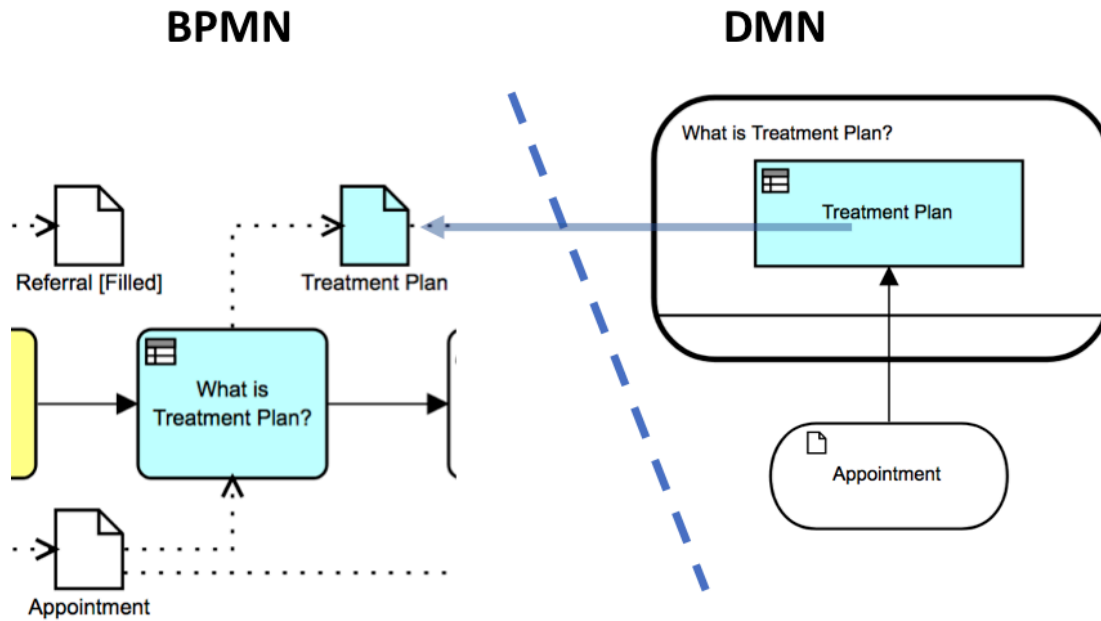 BPMN
DMN
What is Treatment Plan?
Treatment Plan
Referral [Filled]
Treatment Plan
What is
Treatment Plan?
Appointment
Appointment